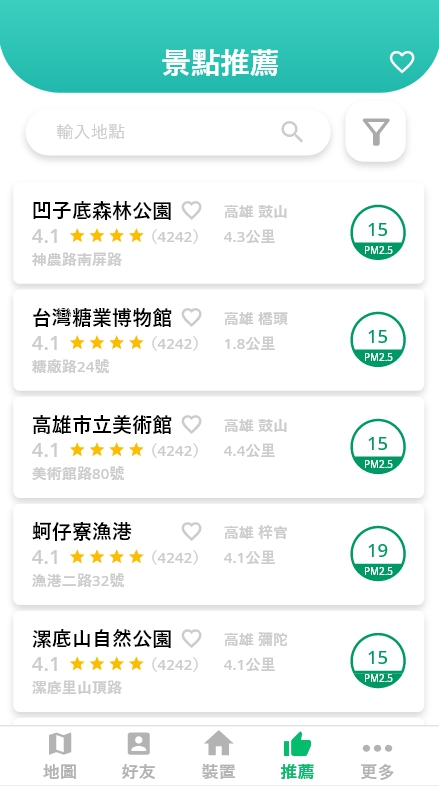 景點推薦
輸入地點
凹子底森林公園 高雄 鼓山
4.1 (4242) 4.3公里 15
神農路南屏路 PM2.5
台灣糖業博物館 高雄 橋頭
4.1 (4242) 1.8公里 15
糖廠路24號 PM2.5
高雄市立美術館 高雄 鼓山
4.1 (4242) 4.4公里 15
美術館路80號 PM2.5
蚵仔寮漁港 高雄 梓官
4.1 (4242) 4.1公里 19
漁港二路32號 PM2.5
漯底山自然公園 高雄 彌陀
4.1 (4242) 4.1公里 15
漯底里山頂路 PM2.5
地圖 好友 裝置 推薦 更多